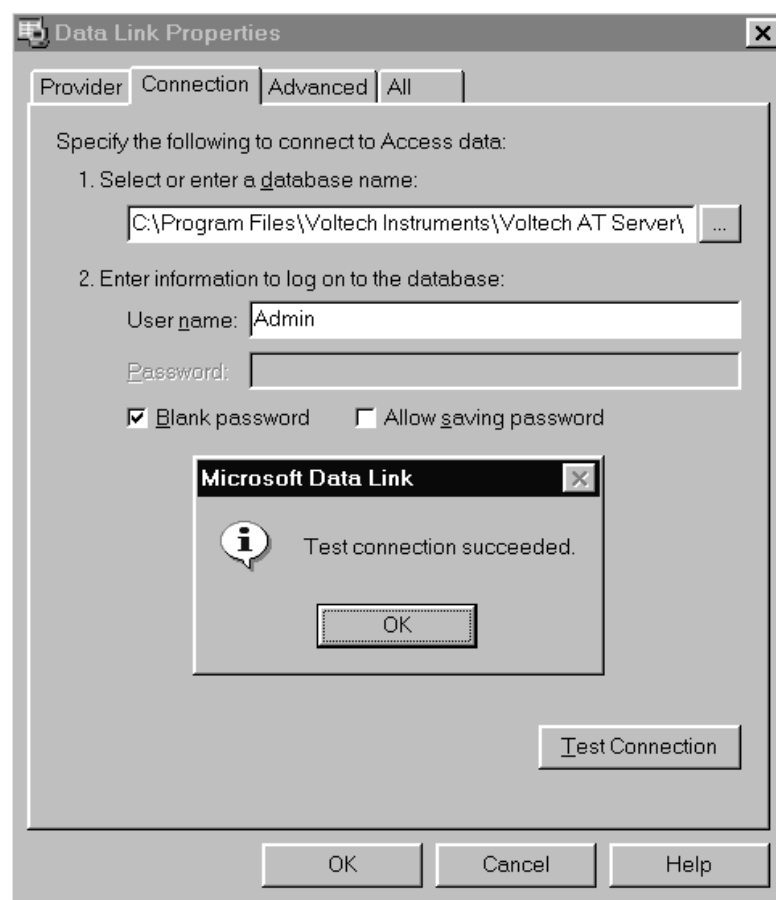 Data Link Properties
Provider Connection Advanced All
Specify the following to connect to Access data:
1. Select or enter a database name:
C:\Program Files\Voltech Instruments\Voltech AT Server\ ...
2. Enter information to log on to the database:
User name: Admin
Password:
Blank password Allow saving password
Microsoft Data Link
Test connection succeeded.
OK
Test Connection
OK Cancel Help